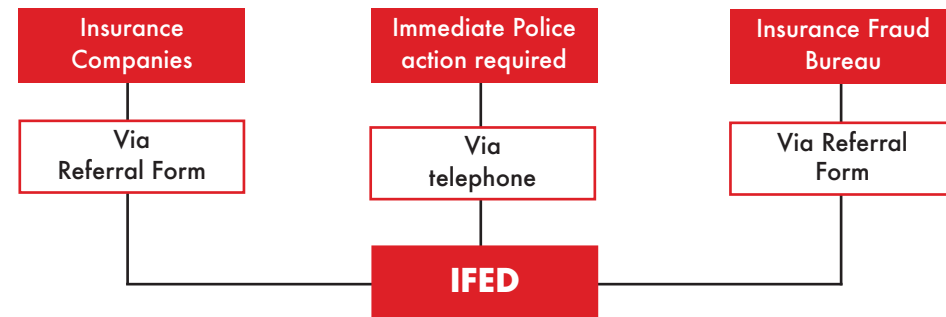 Insurance
Companies
Immediate Police
action required
Insurance Fraud
Bureau
Via
Referral Form
Via
telephone
Via Referral
Form
IFED